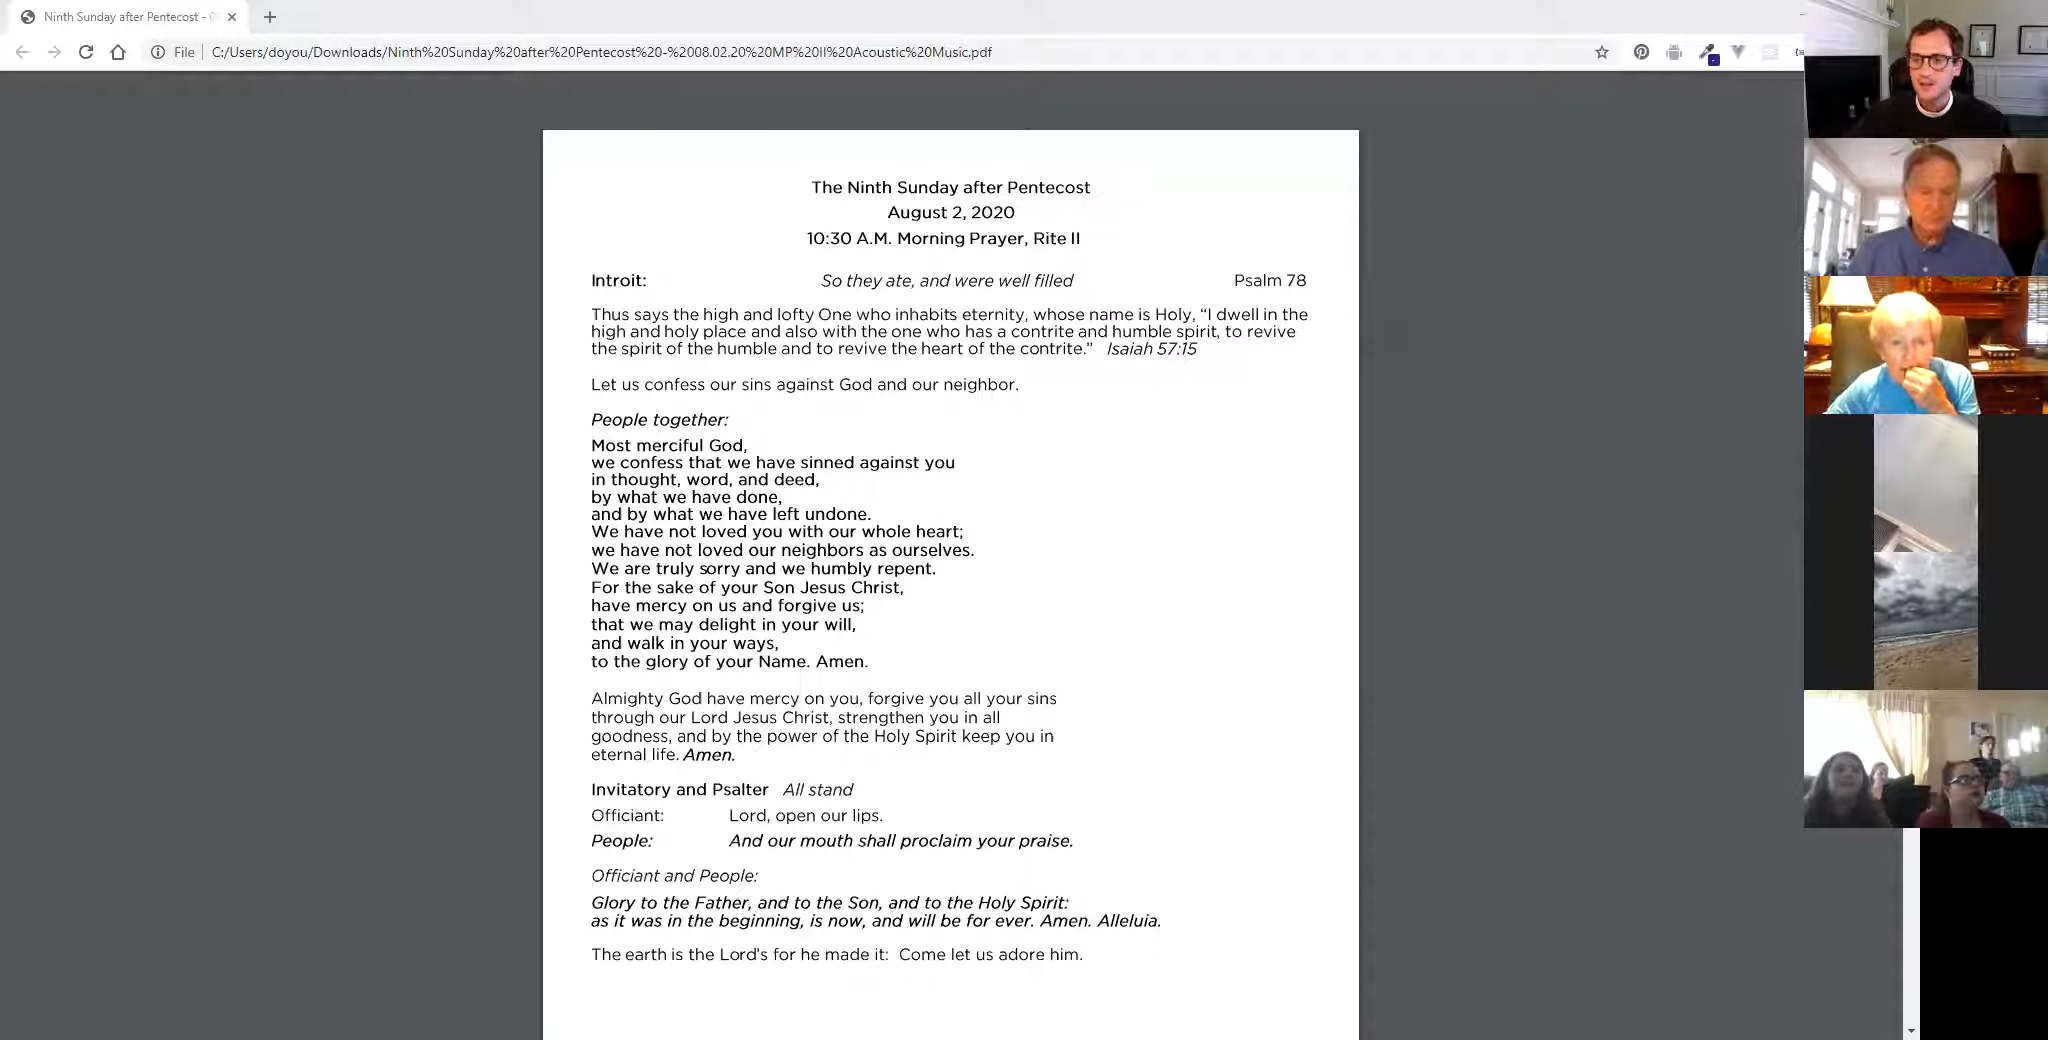 Ninth Sunday after Pentecost -
File
C:/Users/doyou/Downloads/Ninth%20Sunday%20after%20Pentecost%20-%2008.02.20%20MP%20II%20Acoustic%20Music.pdf
The Ninth Sunday after Pentecost
August 2, 2020
10:30 A.M. Morning Prayer, Rite II
Introit: So they ate, and were well filled Psalm 78
Thus says the high and lofty One who inhabits eternity, whose name is Holy, “I dwell in the
high and holy place and also with the one who has a contrite and humble spirit, to revive
the spirit of the humble and to revive the heart of the contrite.” Isaiah 57:15
Let us confess our sins against God and our neighbor.
People together:
Most merciful God,
we confess that we have sinned against you
in thought, word, and deed,
by what we have done,
and by what we have left undone.
We have not loved you with our whole heart;
we have not loved our neighbors as ourselves.
We are truly sorry and we humbly repent.
For the sake of your Son Jesus Christ,
have mercy on us and forgive us;
that we may delight in your will,
and walk in your ways,
to the glory of your Name. Amen.
Almighty God have mercy on you, forgive you all your sins
through our Lord Jesus Christ, strengthen you in all
goodness, and by the power of the Holy Spirit keep you in
eternal life. Amen.
Invitatory and Psalter All stand
Officiant: Lord, open our lips.
People: And our mouth shall proclaim your praise.
Officiant and People:
Glory to the Father, and to the Son, and to the Holy Spirit:
as it was in the beginning, is now, and will be for ever. Amen. Alleluia.
The earth is the Lord’s for he made it: Come let us adore him.